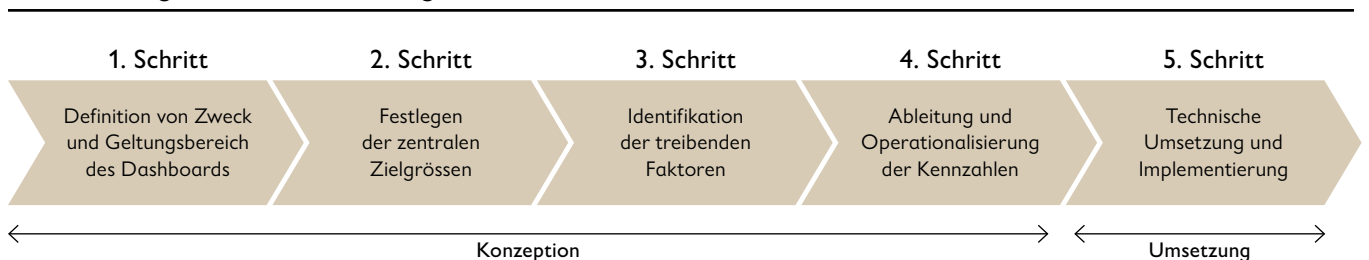 1. Schritt
Definition von Zweck
und Geltungsbereich
des Dashboards
2. Schritt
Festlegen
der zentralen
Zielgrössen
3. Schritt
Identifikation
der treibenden
Faktoren
4. Schritt
Ableitung und
Operationalisierung
der Kennzahlen
5. Schritt
Technische
Umsetzung und
Implementierung
Konzeption
Umsetzung